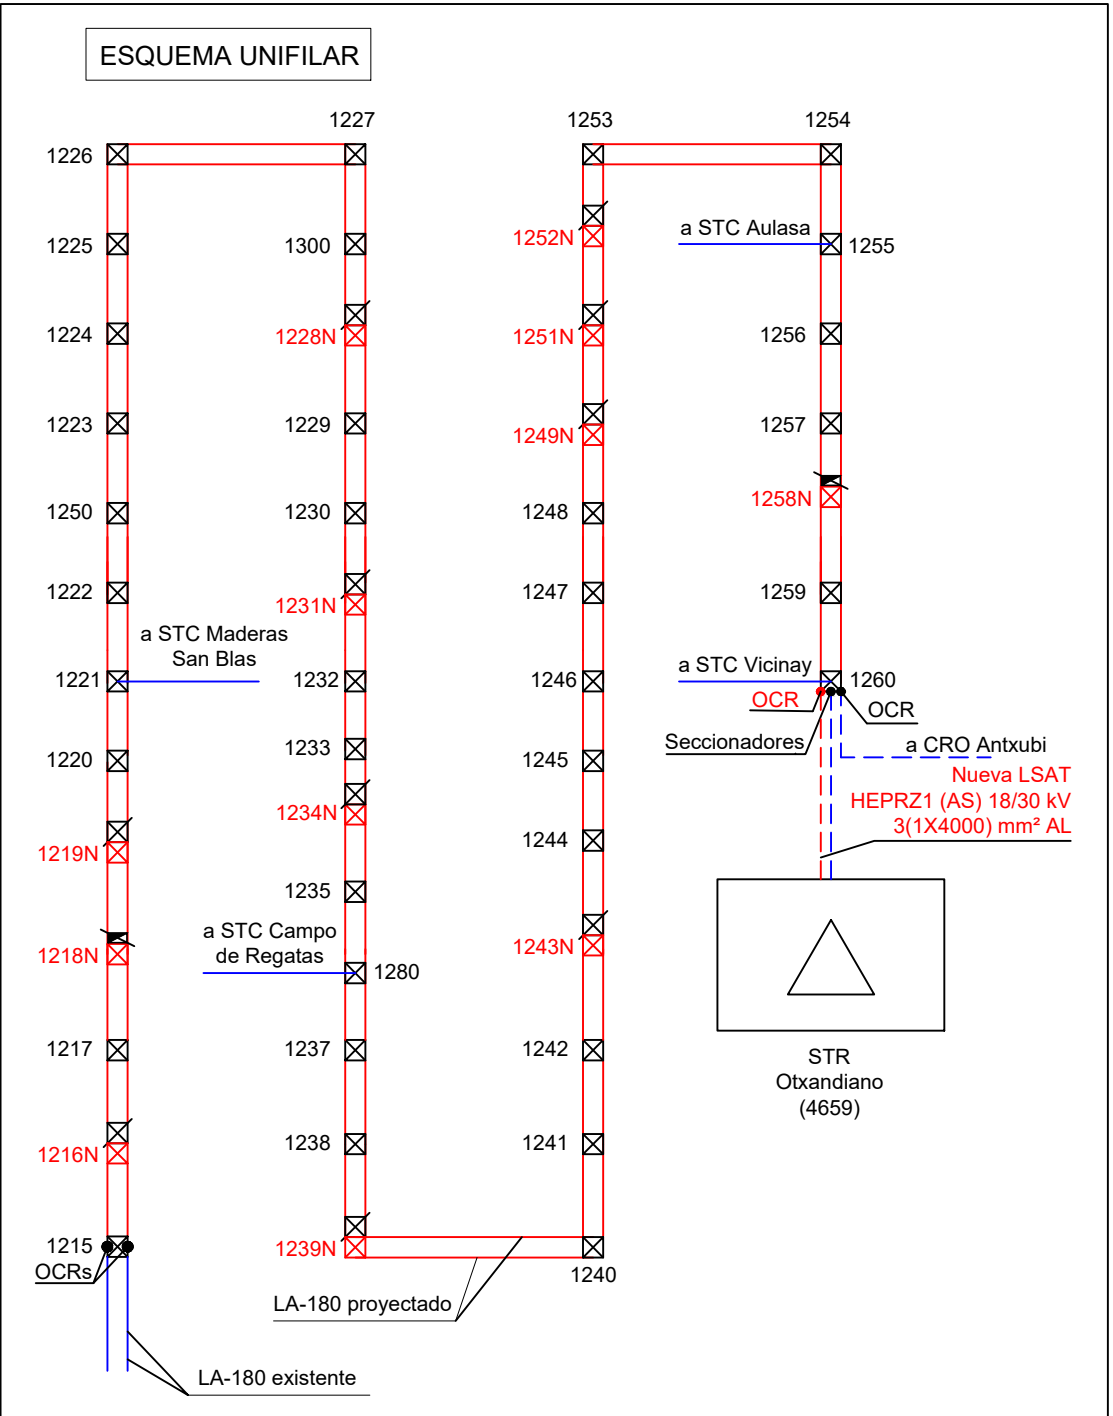 ESQUEMA UNIFILAR
1226
1225
1224
1223
1250
1222
1221
a STC Maderas
San Blas
1220
1219N
1218N
1217
1216N
1215
OCRs
LA-180 existente
1227
1300
1228N
1229
1230
1231N
1232
1233
1234N
1235
a STC Campo
de Regatas
1280
1237
1238
1239N
LA-180 proyectado
1253
1252N
1251N
1249N
1248
1247
1246
1245
1244
1243N
1242
1241
1240
1254
a STC Aulasa
1255
1256
1257
1258N
1259
a STC Vicinay
1260
OCR
OCR
Seccionadores
a CRO Antxubi
Nueva LSAT
HEPRZ1 (AS) 18/30 kV
3(1X4000) mm² AL
STR
Otxandiano
(4659)